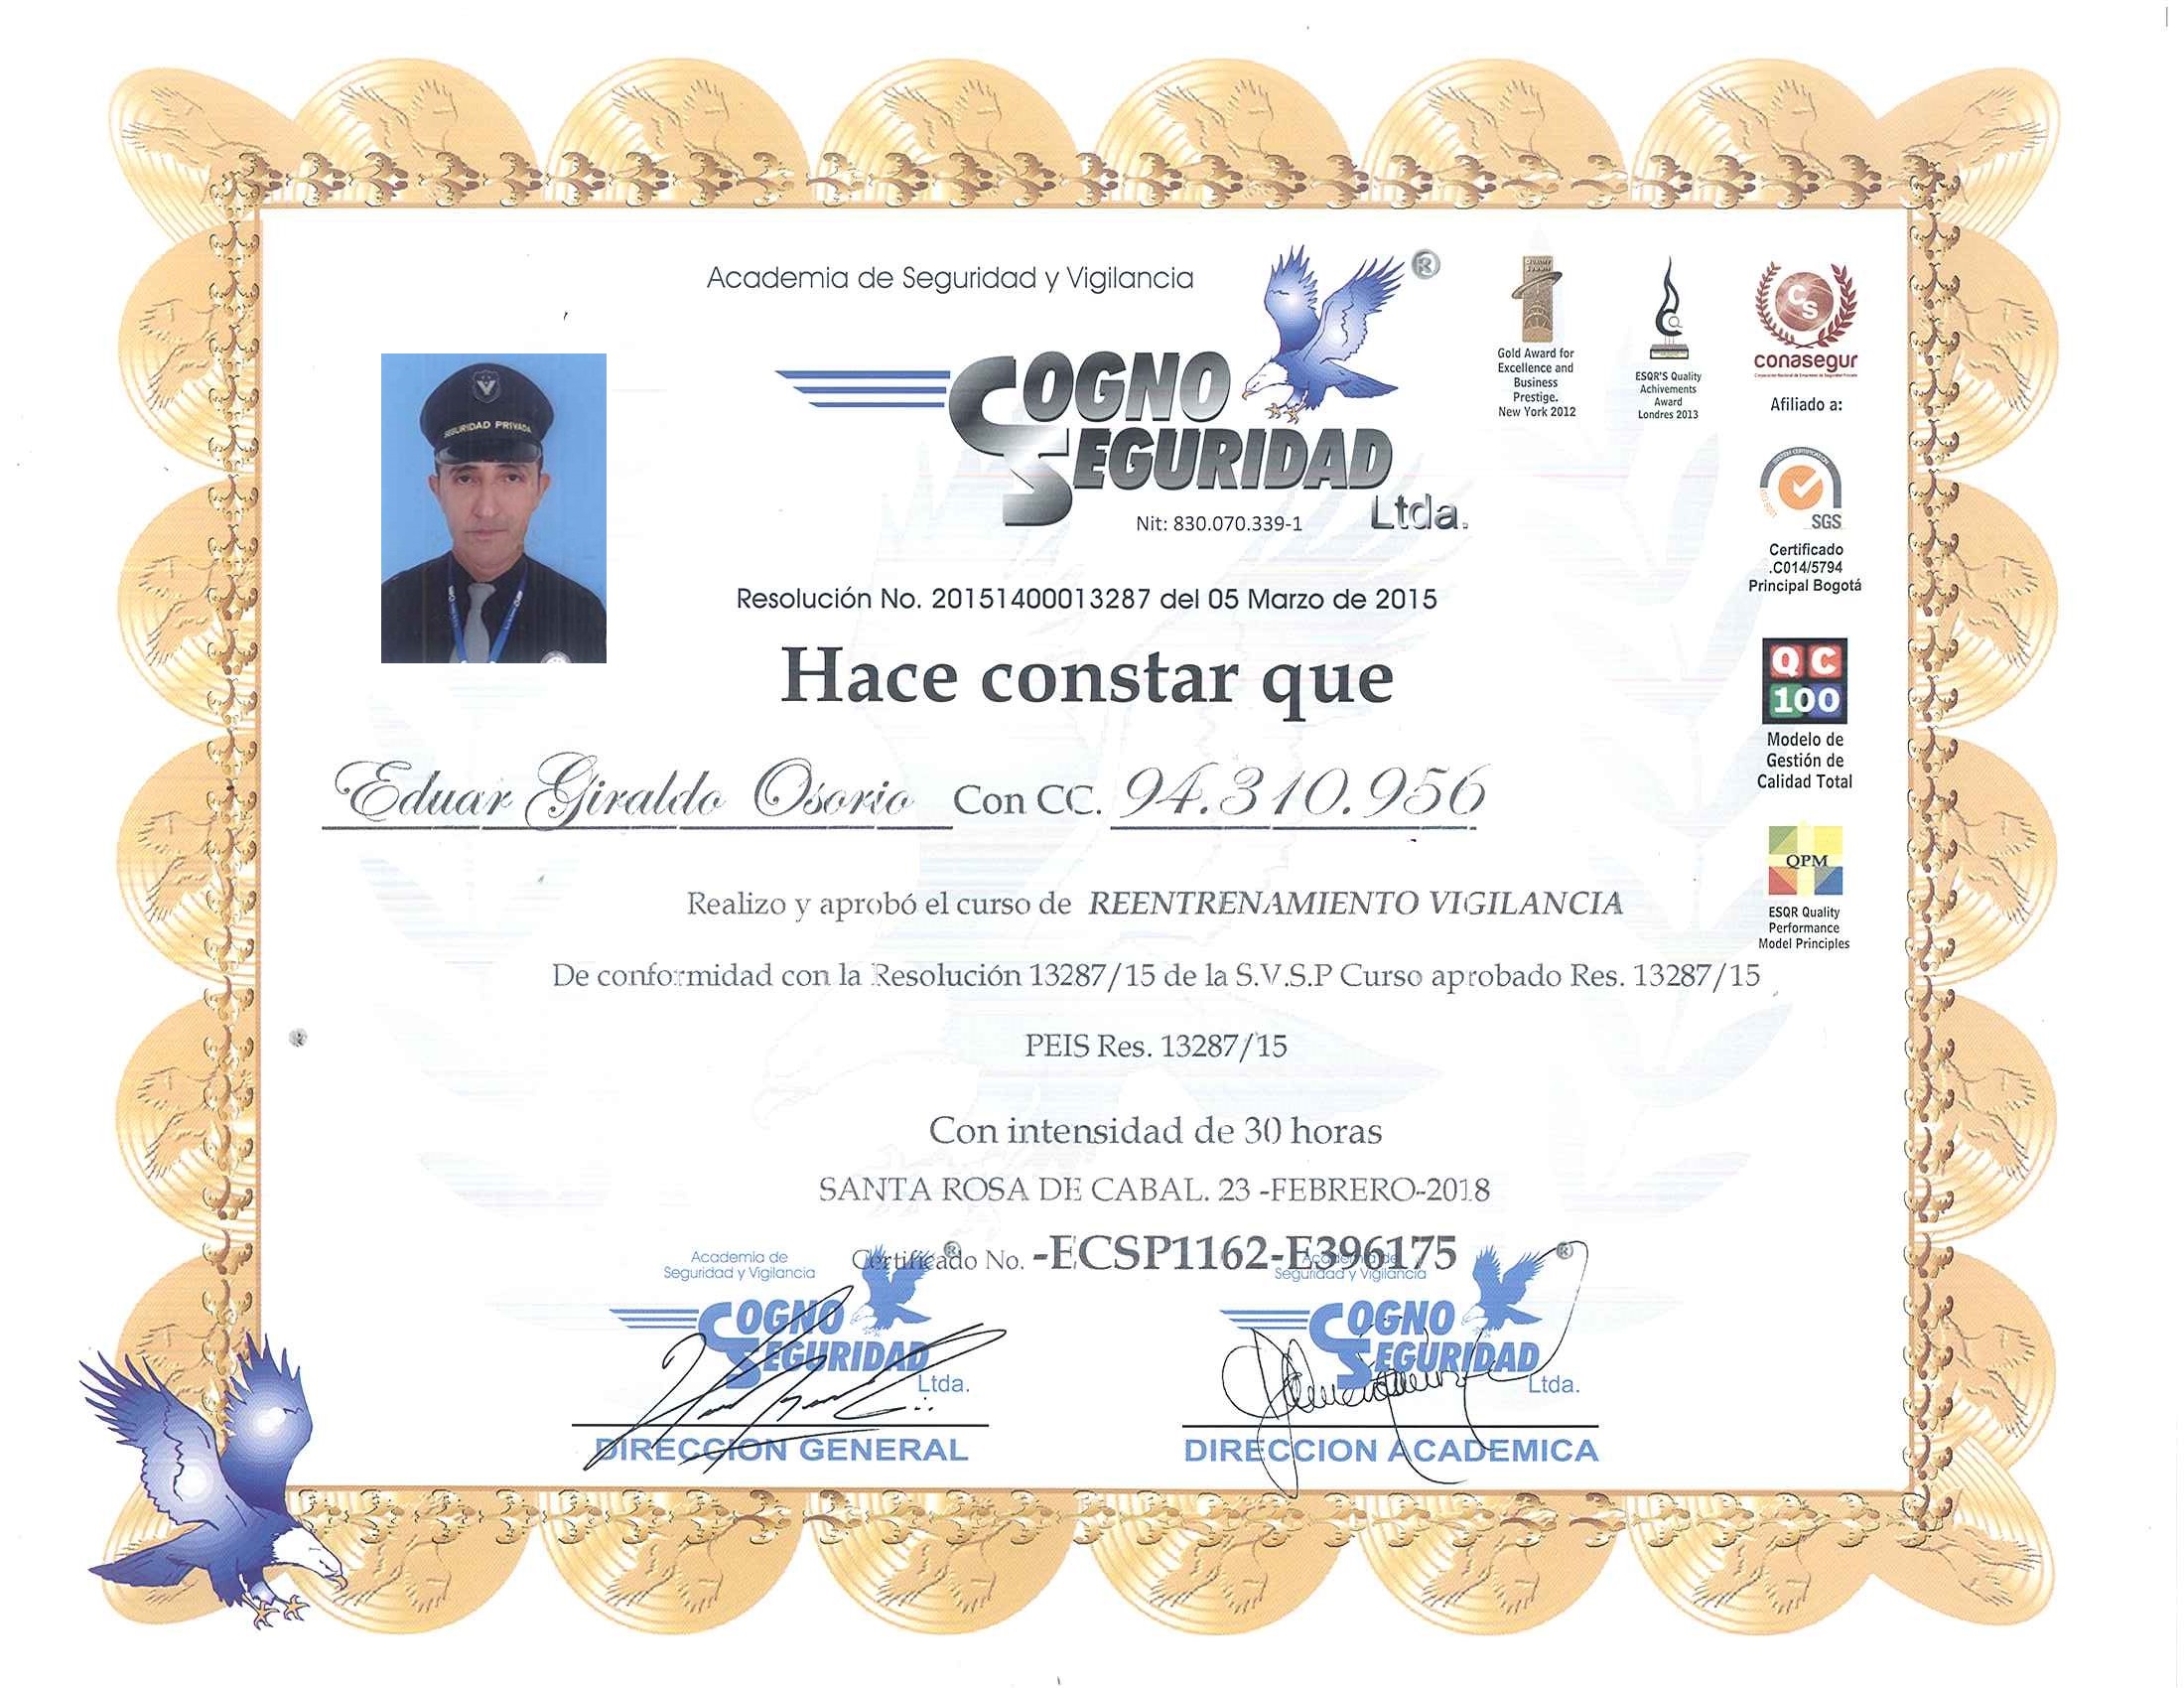 Academia de Seguridad y Vigilancia
®
COGNO
SEGURIDAD
Ltda.
Nit: 830.070.339-1
Gold Award for
Excellence and
Business
Prestige.
New York 2012
ESQR'S Quality
Achivements
Award
Londres 2013
CS
conasegur
Afiliado a:
SGS
Certificado
.C014/5794
Principal Bogotá
SEGURIDAD PRIVADA
Resolución No. 20151400013287 del 05 Marzo de 2015
Hace constar que
QC
100
Modelo de
Gestión de
Calidad Total
Eduar Giraldo Osorio Con CC. 94.310.956
QPM
ESQR Quality
Performance
Model Principles
Realizo y aprobó el curso de REENTRENAMIENTO VIGILANCIA
De conformidad con la Resolución 13287/15 de la S.V.S.P Curso aprobado Res. 13287/15
PEIS Res. 13287/15
Con intensidad de 30 horas
SANTA ROSA DE CABAL. 23 -FEBRERO-2018
Certificado No. -ECSP1162-E396175
Academia de
Seguridad y Vigilancia
®
COGNO
SEGURIDAD
Ltda.
DIRECCION GENERAL
Academia de
Seguridad y Vigilancia
®
COGNO
SEGURIDAD
Ltda.
DIRECCION ACADEMICA